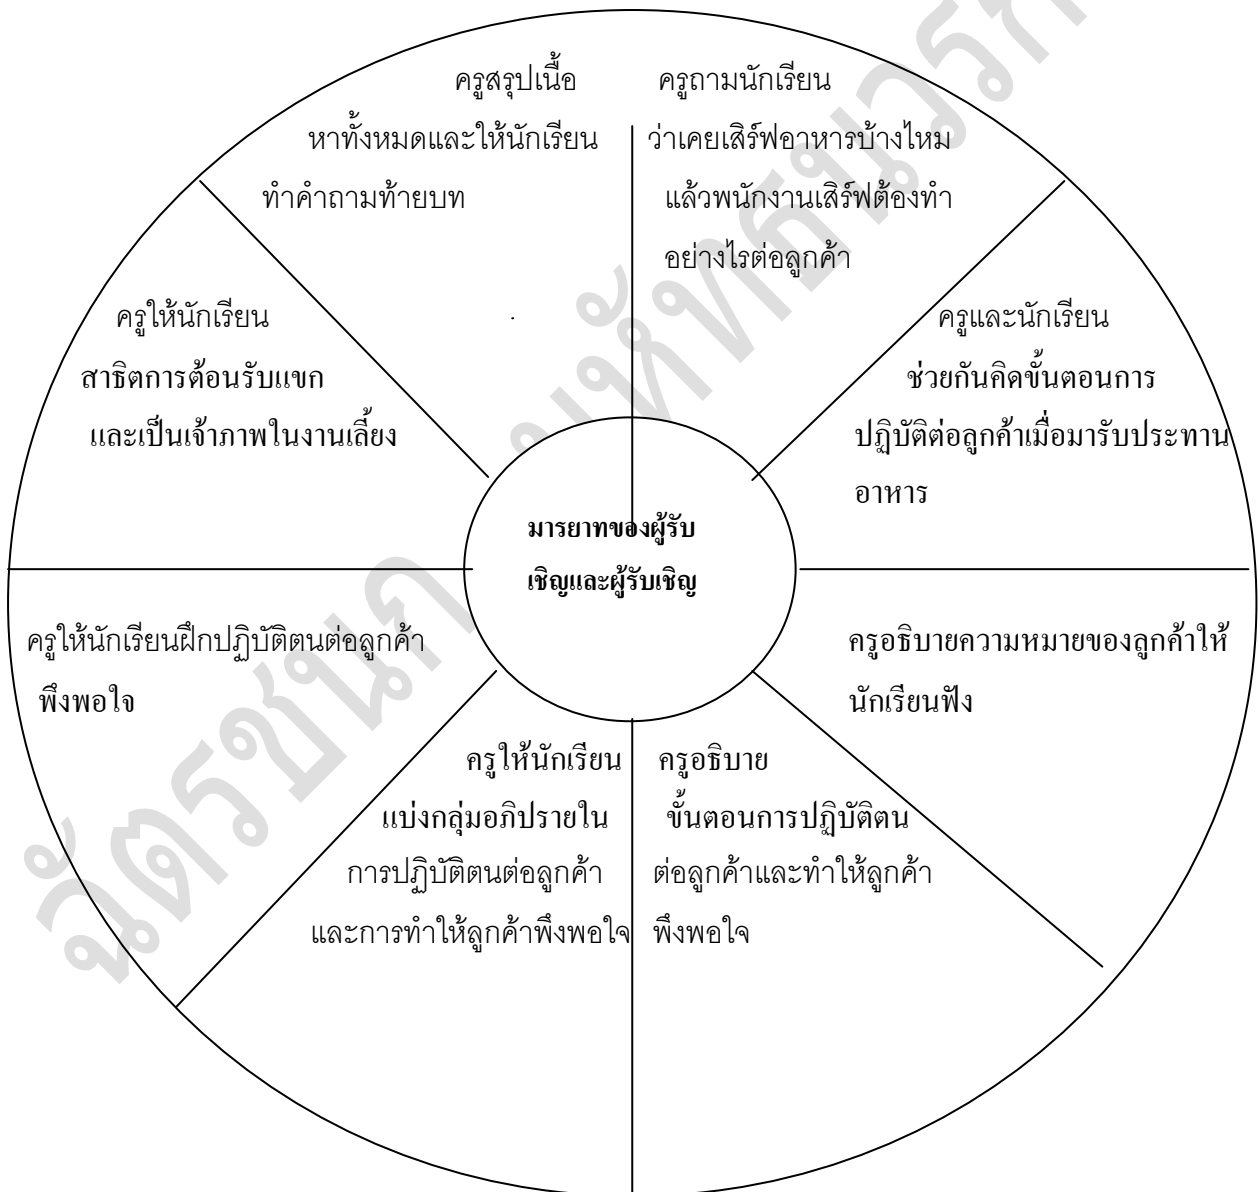 ครูสรุปเนื้อ
หาทั้งหมดและให้นักเรียน
ทำคำถามท้ายบท
ครูถามนักเรียน
ว่าเคยเสิร์ฟอาหารบ้างไหม
แล้วพนักงานเสิร์ฟต้องทำ
อย่างไรต่อลูกค้า
ครูและนักเรียน
ช่วยกันคิดขั้นตอนการ
ปฏิบัติต่อลูกค้าเมื่อมารับประทาน
อาหาร
ครูอธิบายความหมายของลูกค้าให้
นักเรียนฟัง
ครูอธิบาย
ขั้นตอนการปฏิบัติตน
ต่อลูกค้าและทำให้ลูกค้า
พึงพอใจ
ครูให้นักเรียน
แบ่งกลุ่มอภิปรายใน
การปฏิบัติตนต่อลูกค้า
และการทำให้ลูกค้าพึงพอใจ
ครูให้นักเรียนฝึกปฏิบัติตนต่อลูกค้า
พึงพอใจ
ครูให้นักเรียน
สาธิตการต้อนรับแขก
และเป็นเจ้าภาพในงานเลี้ยง
มารยาทของผู้รับ
เชิญและผู้รับเชิญ